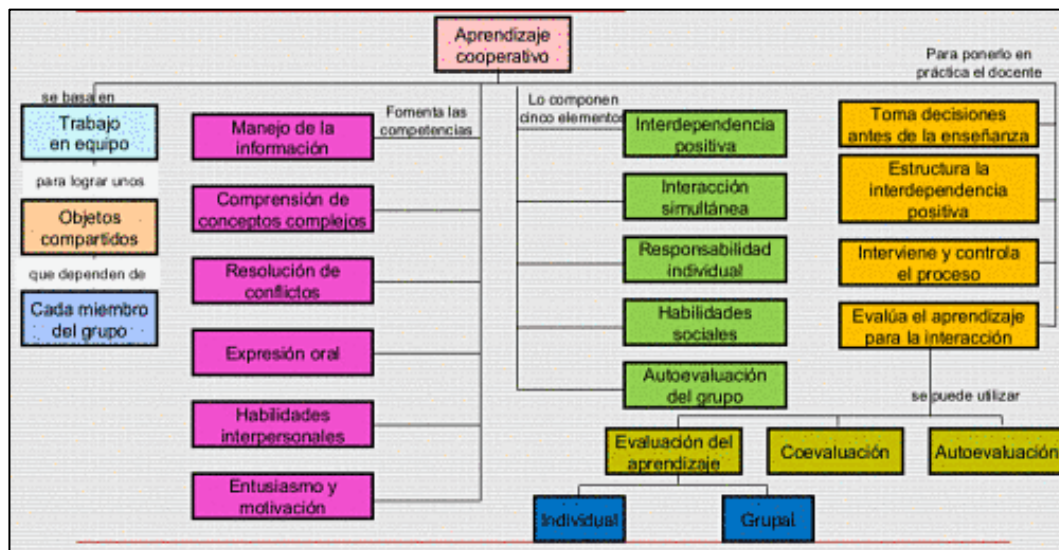 Aprendizaje
cooperativo
se basa en
Trabajo
en equipo
para lograr unos
Objetos
compartidos
que dependen de
Cada miembro
del grupo
Fomenta las
competencias
Manejo de la
información
Comprensión de
conceptos complejos
Resolución de
conflictos
Expresión oral
Habilidades
interpersonales
Entusiasmo y
motivación
Lo componen
cinco elementos
Interdependencia
positiva
Interacción
simultánea
Responsabilidad
individual
Habilidades
sociales
Autoevaluación
del grupo
Para ponerlo en
práctica el docente
Toma decisiones
antes de la enseñanza
Estructura la
interdependencia
positiva
Interviene y controla
el proceso
Evalúa el aprendizaje
para la interacción
se puede utilizar
Evaluación del
aprendizaje
Coevaluación
Autoevaluación
Individual
Grupal